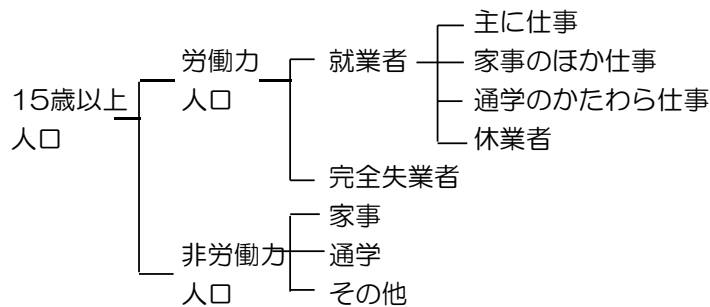 15歳以上
人口
労働力
人口
就業者
主に仕事
家事のほか仕事
通学のかたわら仕事
休業者
完全失業者
非労働力
人口
家事
通学
その他